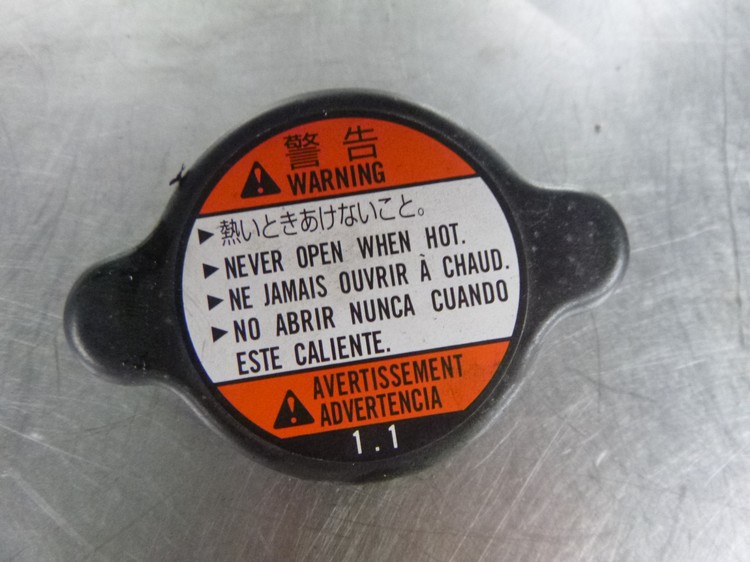 警告
WARNING
▶熱いときあけないこと。
▶NEVER OPEN WHEN HOT.
▶NE JAMAIS OUVRIR À CHAUD.
▶NO ABRIR NUNCA CUANDO
ESTE CALIENTE.
AVERTISSEMENT
ADVERTENCIA
1.1